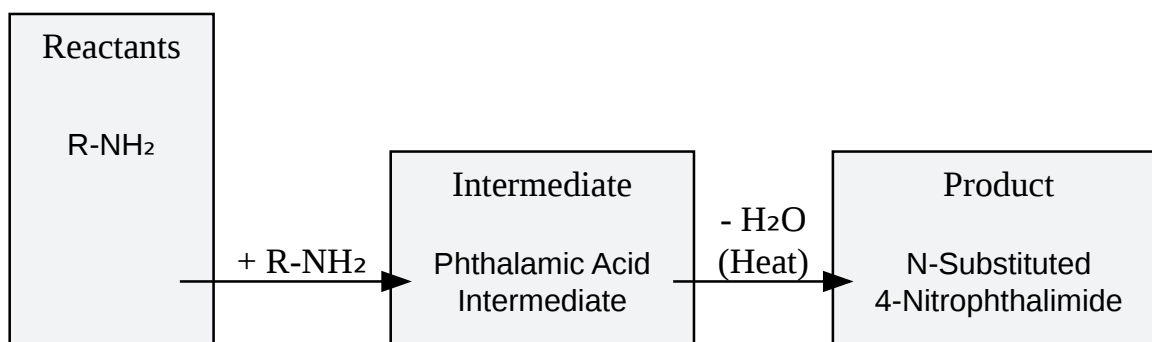 Reactants
R-NH₂
+ R-NH₂
Intermediate
Phthalamic Acid
Intermediate
- H₂O
(Heat)
Product
N-Substituted
4-Nitrophthalimide